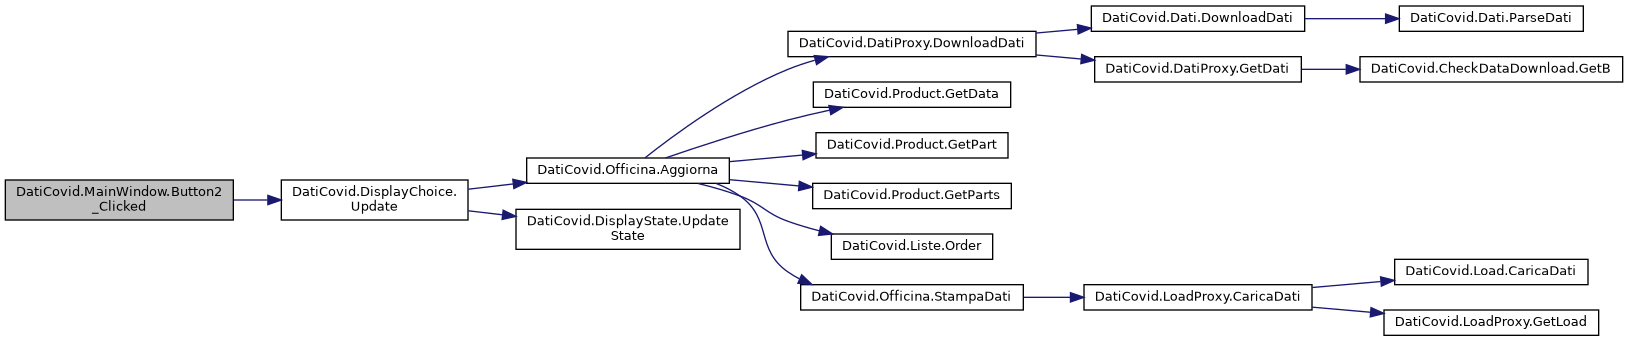 DatiCovid.MainWindow.Button2
_Clicked
DatiCovid.DisplayChoice.
Update
DatiCovid.Officina.Aggiorna
DatiCovid.DisplayState.Update
State
DatiCovid.DatiProxy.DownloadDati
DatiCovid.Product.GetData
DatiCovid.Product.GetPart
DatiCovid.Product.GetParts
DatiCovid.Liste.Order
DatiCovid.Officina.StampaDati
DatiCovid.Dati.DownloadDati
DatiCovid.DatiProxy.GetDati
DatiCovid.LoadProxy.CaricaDati
DatiCovid.Dati.ParseDati
DatiCovid.CheckDataDownload.GetB
DatiCovid.Load.CaricaDati
DatiCovid.LoadProxy.GetLoad